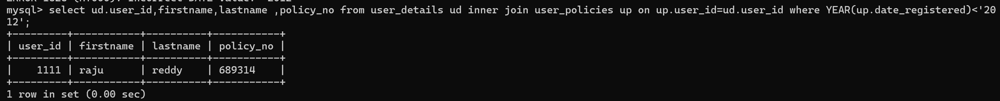 mysql> select ud.user_id,firstname,lastname ,policy_no from user_details ud inner join user_policies up on up.user_id=ud.user_id where YEAR(up.date_registered)<'20
12';
+---------+-----------+----------+-----------+
| user_id | firstname | lastname | policy_no |
+---------+-----------+----------+-----------+
|    1111 | raju      | reddy    | 689314    |
+---------+-----------+----------+-----------+
1 row in set (0.00 sec)